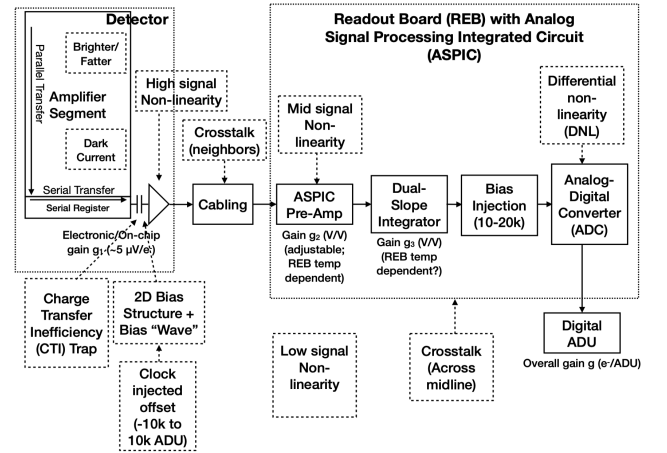 Detector
Brighter/
Fatter
Parallel Transfer
Amplifier
Segment
Dark
Current
Serial Transfer
Serial Register
Electronic/On-chip
gain g₁ (~5 µV/e-)
High signal
Non-linearity
Crosstalk
(neighbors)
Cabling
Charge
Transfer
Inefficiency
(CTI) Trap
2D Bias
Structure +
Bias “Wave”
Clock
injected
offset
(-10k to
10k ADU)
Readout Board (REB) with Analog
Signal Processing Integrated Circuit
(ASPIC)
Mid signal
Non-
linearity
Differential
non-
linearity
(DNL)
ASPIC
Pre-Amp
Gain g₂ (V/V)
(adjustable;
REB temp
dependent)
Dual-
Slope
Integrator
Gain g₃ (V/V)
(REB temp
dependent?)
Bias
Injection
(10-20k)
Analog-
Digital
Converter
(ADC)
Low signal
Non-
linearity
Crosstalk
(Across
midline)
Digital
ADU
Overall gain g (e-/ADU)